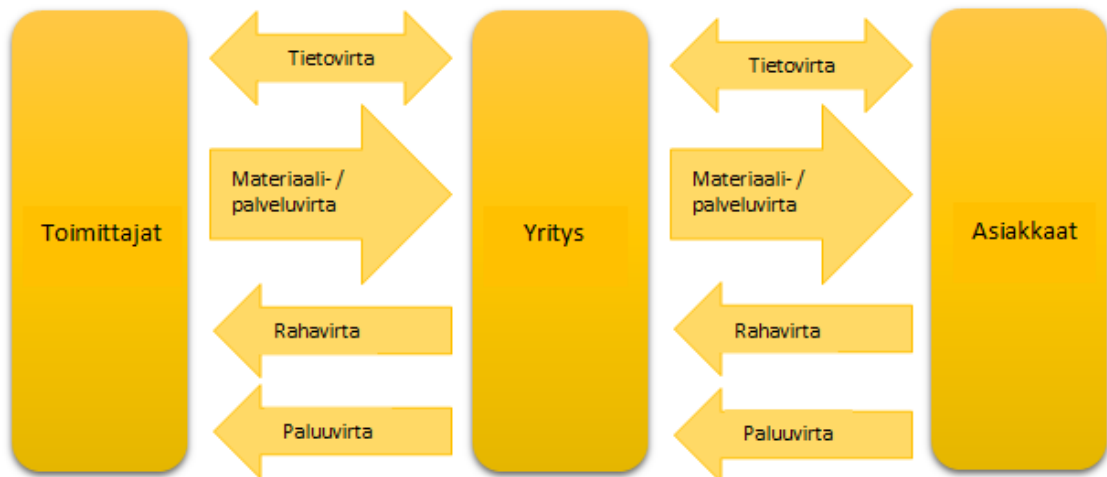 Tietovirta
Tietovirta
Materiaali- /
palveluvirta
Materiaali- /
palveluvirta
Toimittajat
Yritys
Asiakkaat
Rahavirta
Rahavirta
Paluuvirta
Paluuvirta